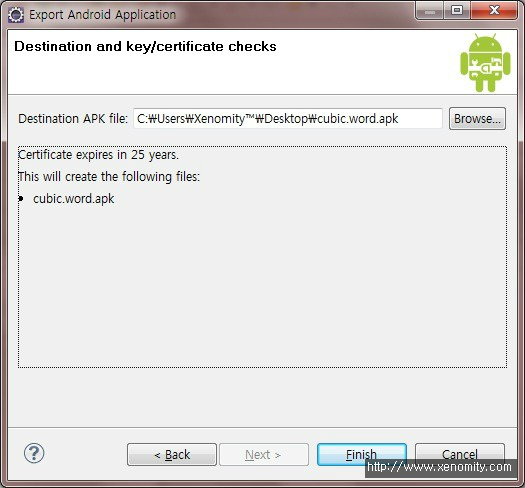 Export Android Application
Destination and key/certificate checks
Destination APK file: C:₩Users₩Xenomity™₩Desktop₩cubic.word.apk Browse...
Certificate expires in 25 years.
This will create the following files:
• cubic.word.apk
? < Back Next > Finish Cancel
http://www.xenomity.com